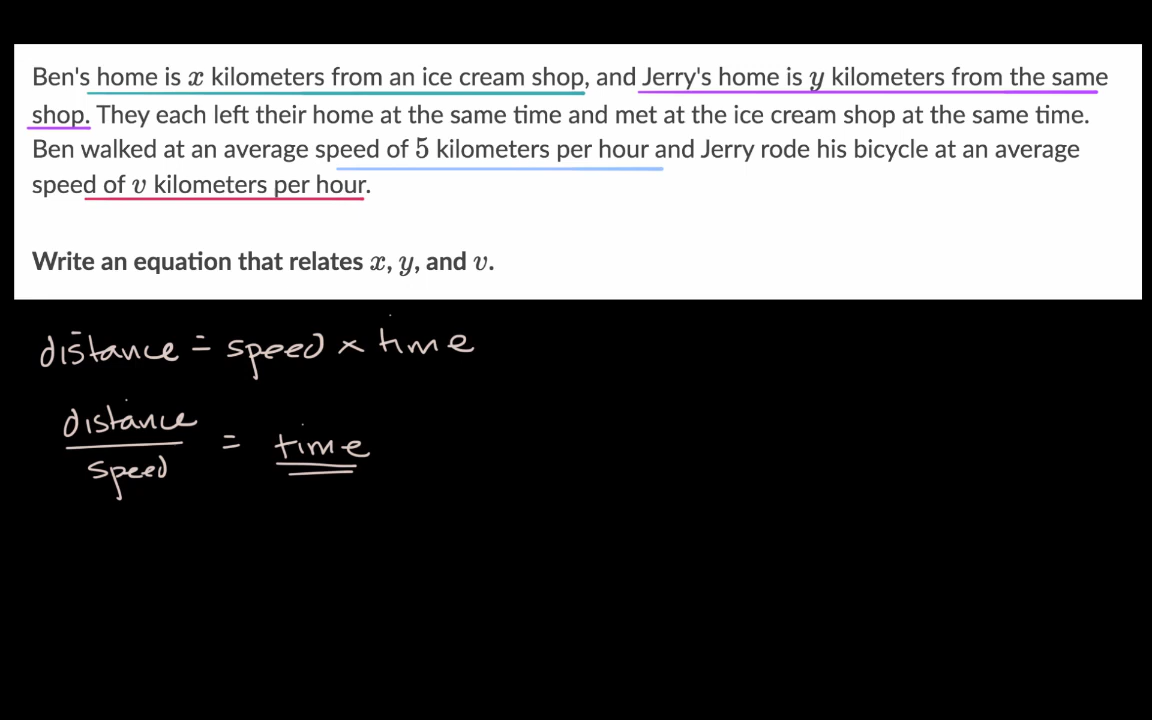 Ben's home is x kilometers from an ice cream shop, and Jerry's home is y kilometers from the same
shop. They each left their home at the same time and met at the ice cream shop at the same time.
Ben walked at an average speed of 5 kilometers per hour and Jerry rode his bicycle at an average
speed of v kilometers per hour.
Write an equation that relates x, y, and v.
distance = speed × time
distance
speed
= time